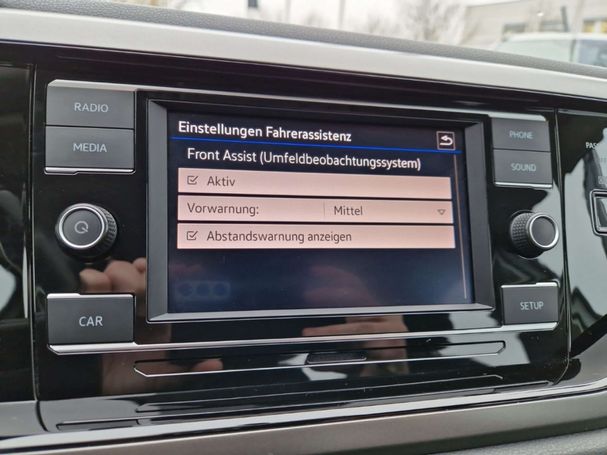 RADIO
MEDIA
CAR
Einstellungen Fahrerassistenz
Front Assist (Umfeldbeobachtungssystem)
Aktiv
Vorwarnung: Mittel
Abstandswarnung anzeigen
PHONE
SOUND
SETUP